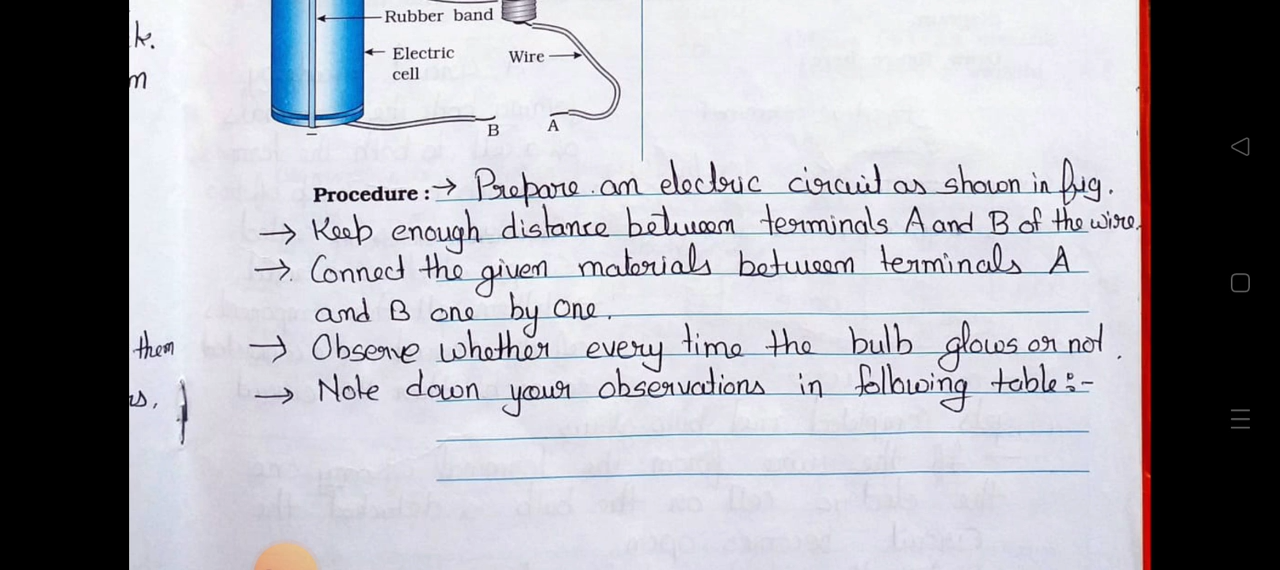 k.
m
Rubber band
Electric
cell
Wire
B
A
Procedure :→ Prepare an electric circuit as shown in fig.
→ Keep enough distance between terminals A and B of the wire.
→ Connect the given materials between terminals A
and B one by one.
them → Observe whether every time the bulb glows or not.
rs, → Note down your observations in following table:-